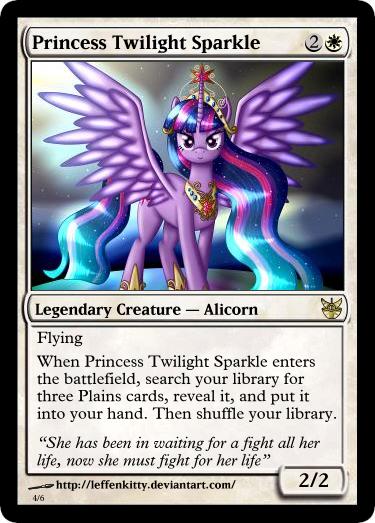 Princess Twilight Sparkle 2
Legendary Creature — Alicorn
Flying
When Princess Twilight Sparkle enters
the battlefield, search your library for
three Plains cards, reveal it, and put it
into your hand. Then shuffle your library.
“She has been in waiting for a fight all her
life, now she must fight for her life”
2/2
http://leffenkitty.deviantart.com/
4/6